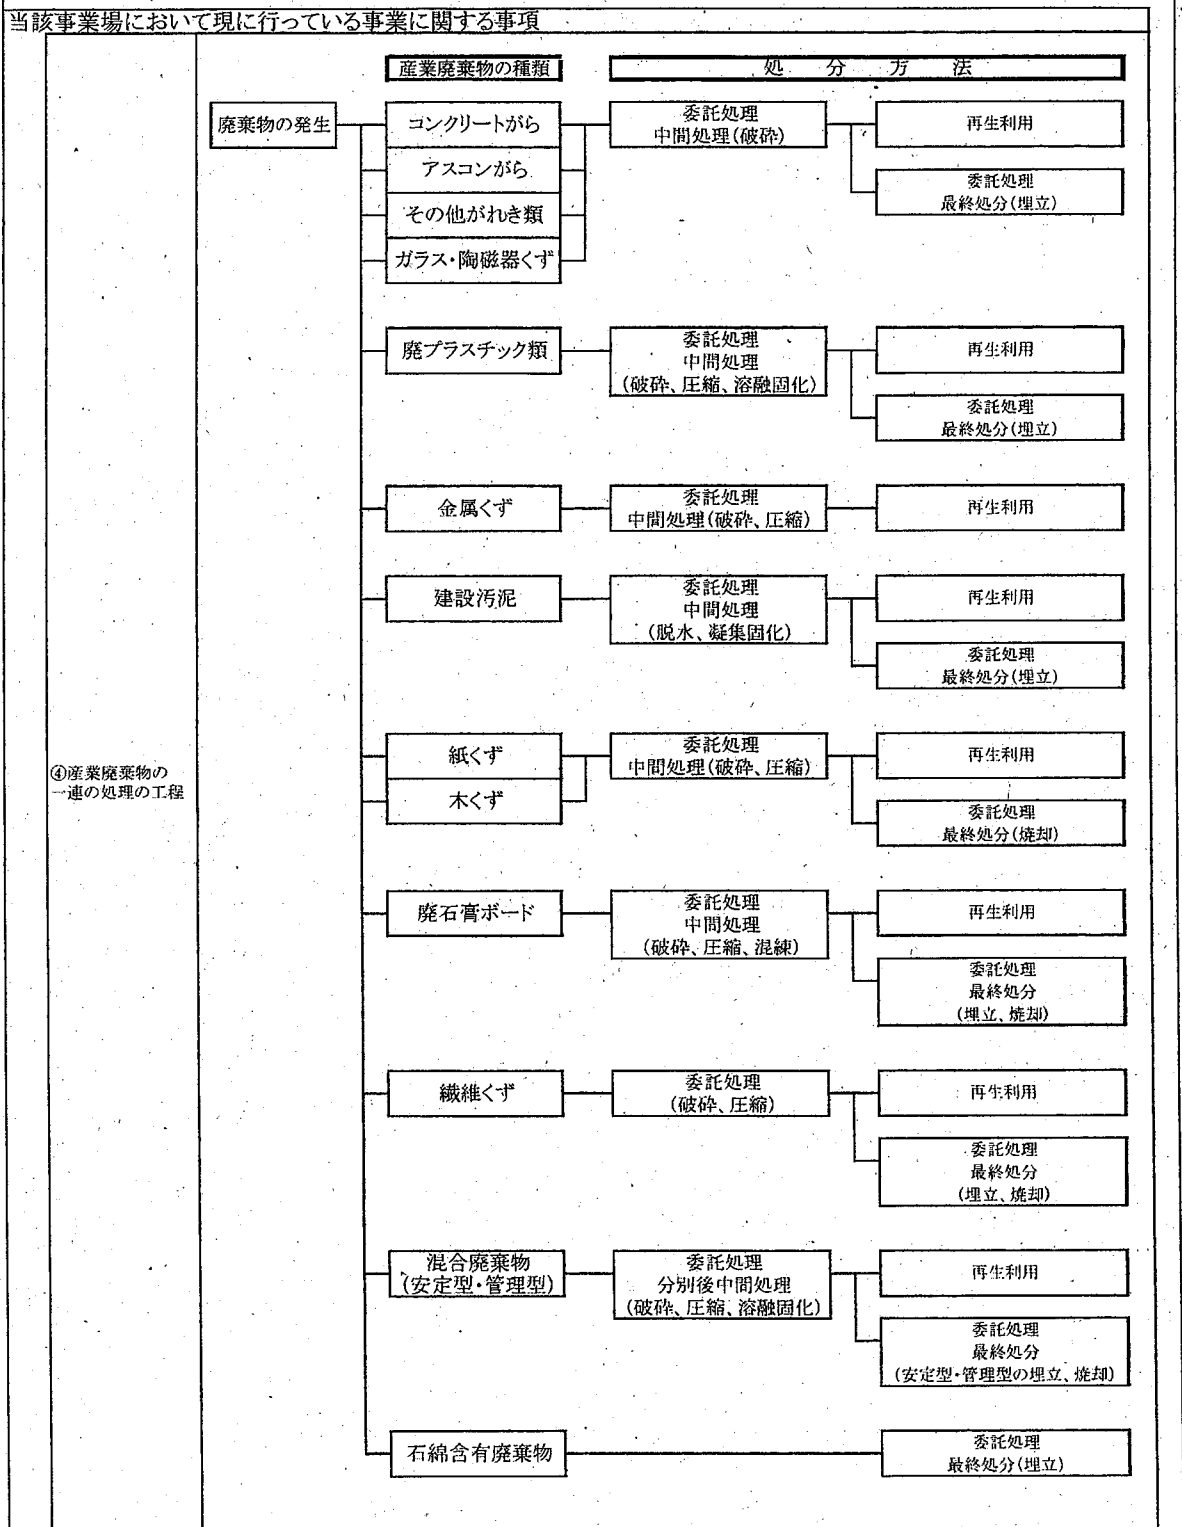 当該事業場において現に行っている事業に関する事項
産業廃棄物の種類
処分方法
廃棄物の発生
コンクリートがら
委託処理
中間処理(破砕)
再生利用
アスコンがら
委託処理
最終処分(埋立)
その他がれき類
ガラス・陶磁器くず
廃プラスチック類
委託処理
中間処理
(破砕、圧縮、溶融固化)
再生利用
委託処理
最終処分(埋立)
金属くず
委託処理
中間処理(破砕、圧縮)
再生利用
建設汚泥
委託処理
中間処理
(脱水、凝集固化)
再生利用
委託処理
最終処分(埋立)
④産業廃棄物の
一連の処理の工程
紙くず
木くず
委託処理
中間処理(破砕、圧縮)
再生利用
委託処理
最終処分(焼却)
廃石膏ボード
委託処理
中間処理
(破砕、圧縮、混練)
再生利用
委託処理
最終処分
(埋立、焼却)
繊維くず
委託処理
(破砕、圧縮)
再生利用
委託処理
最終処分
(埋立、焼却)
混合廃棄物
(安定型・管理型)
委託処理
分別後中間処理
(破砕、圧縮、溶融固化)
再生利用
委託処理
最終処分
(安定型・管理型の埋立、焼却)
石綿含有廃棄物
委託処理
最終処分(埋立)